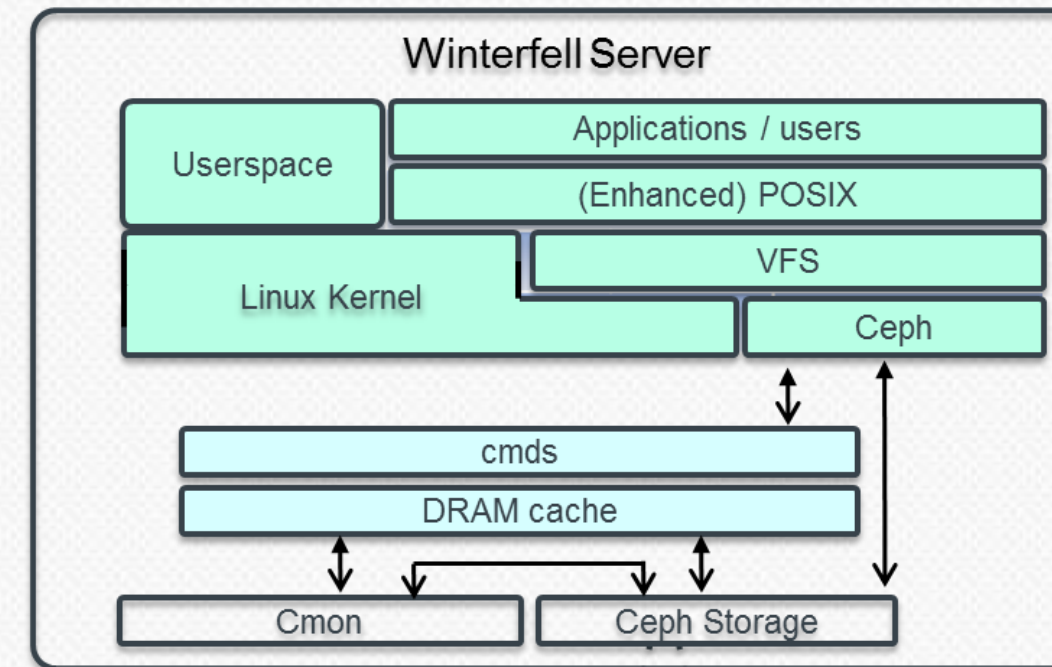 Winterfell Server
Applications / users
Userspace
(Enhanced) POSIX
VFS
Linux Kernel
Ceph
cmds
DRAM cache
Cmon
Ceph Storage